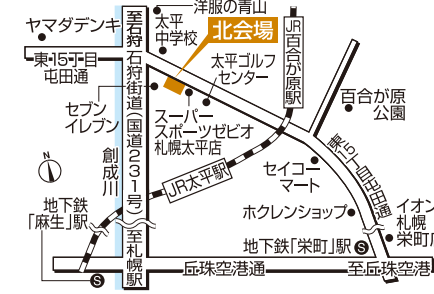 洋服の青山
ヤマダデンキ
至石狩
太平
中学校
北会場
JR百合が原駅
東15丁目
屯田通
石狩街道(国道231号)
太平ゴルフ
センター
セブン
イレブン
スーパー
スポーツゼビオ
札幌太平店
百合が原
公園
N
創成川
JR太平駅
セイコー
マート
東15丁目屯田通
地下鉄
「麻生」駅
ホクレンショップ
イオン
札幌
栄町
至札幌駅
地下鉄「栄町」駅
S
S
丘珠空港通
至丘珠空港